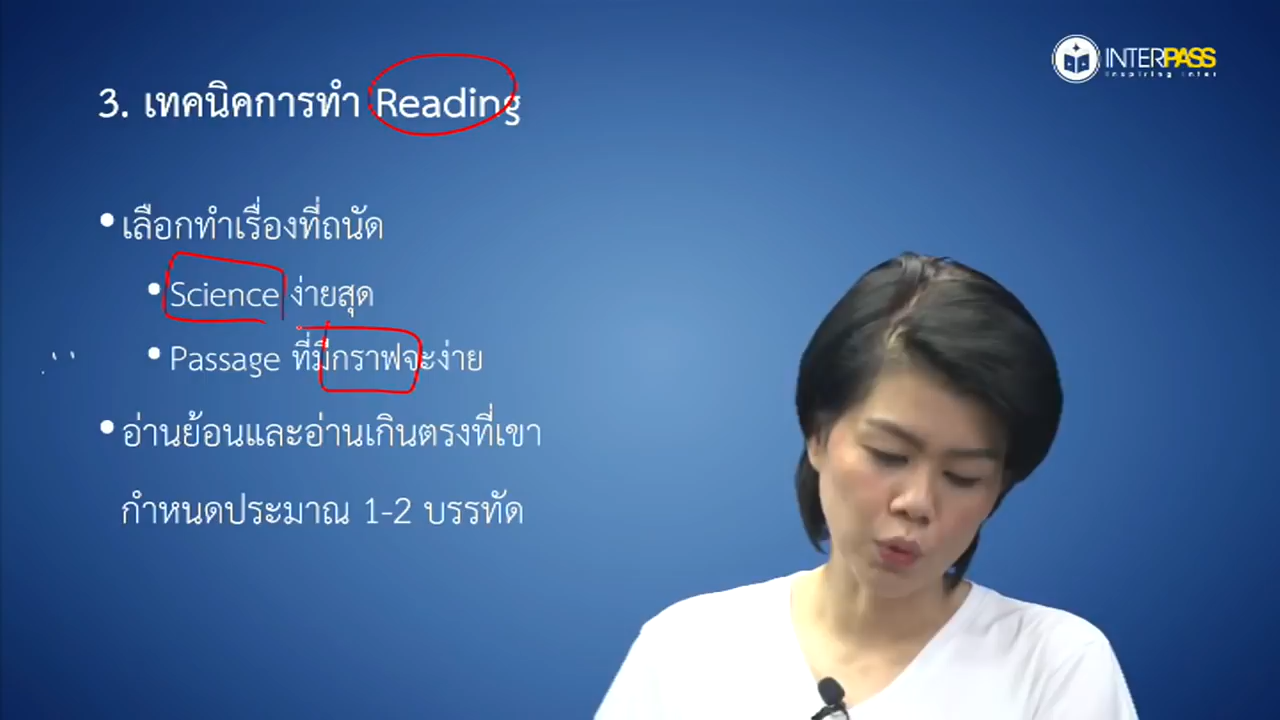 INTERPASS
Inspiring Inter
3. เทคนิคการทำ Reading
• เลือกทำเรื่องที่ถนัด
• Science ง่ายสุด
• Passage ที่มีกราฟจะง่าย
• อ่านย้อนและอ่านเกินตรงที่เขา
กำหนดประมาณ 1-2 บรรทัด